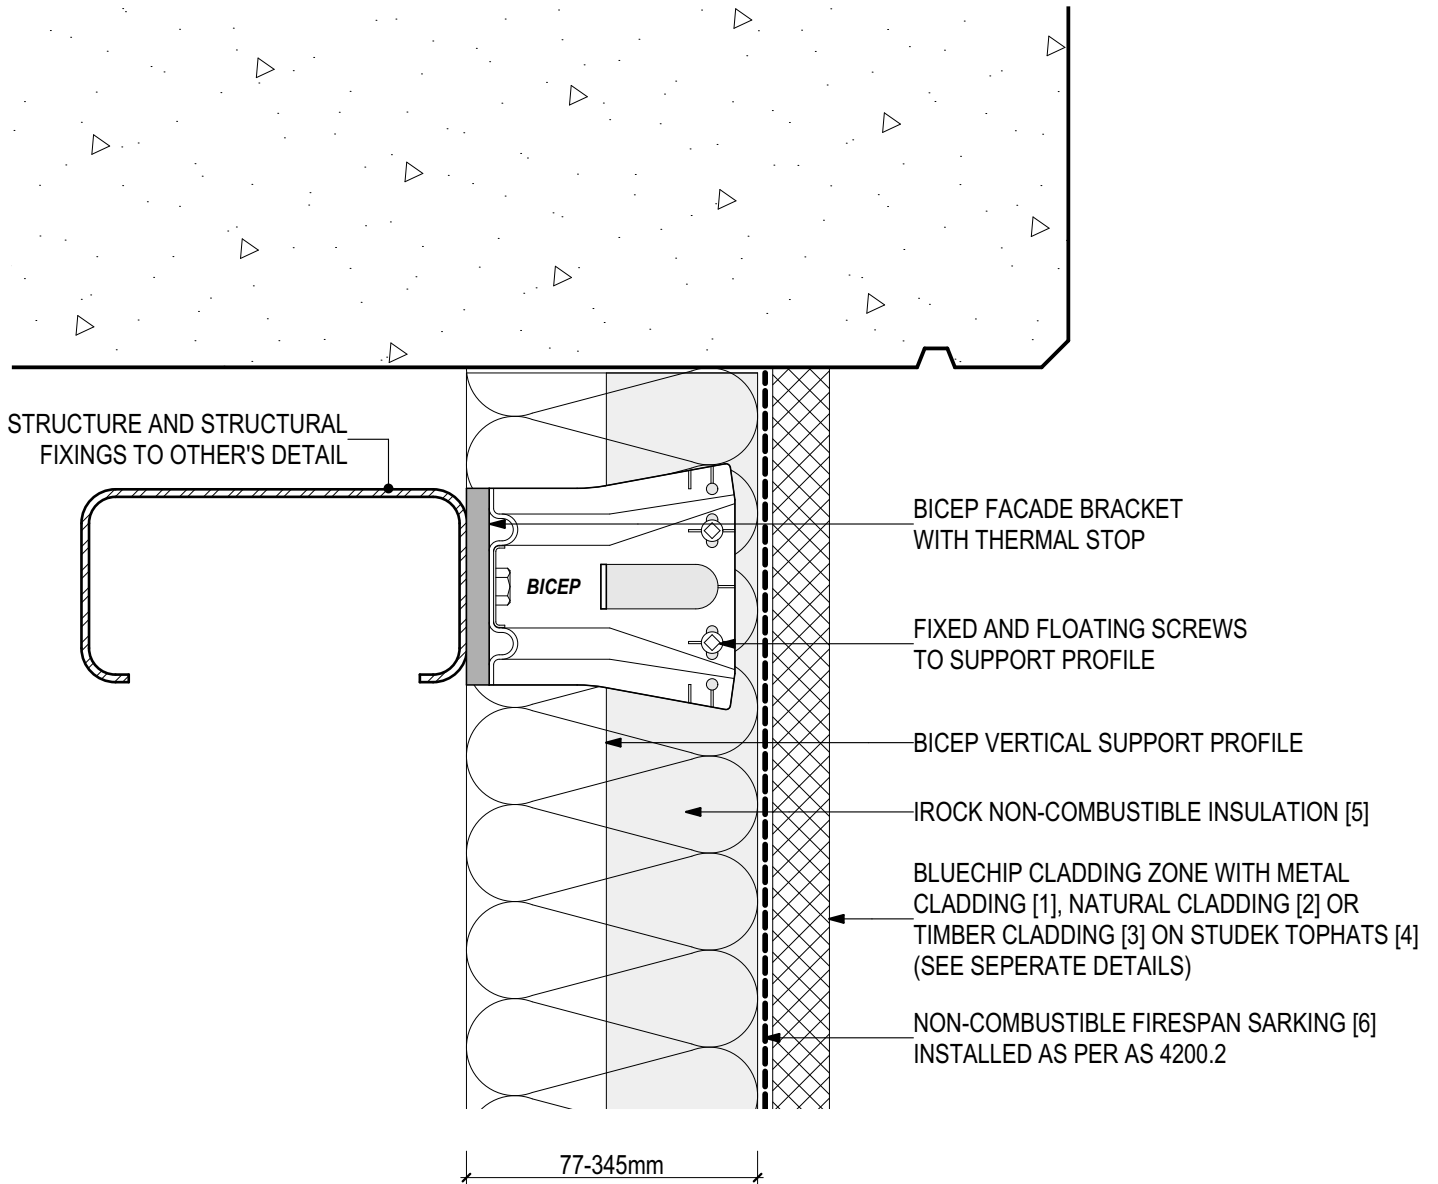 STRUCTURE AND STRUCTURAL
FIXINGS TO OTHER'S DETAIL
BICEP
BICEP FACADE BRACKET
WITH THERMAL STOP
FIXED AND FLOATING SCREWS
TO SUPPORT PROFILE
BICEP VERTICAL SUPPORT PROFILE
IROCK NON-COMBUSTIBLE INSULATION [5]
BLUECHIP CLADDING ZONE WITH METAL
CLADDING [1], NATURAL CLADDING [2] OR
TIMBER CLADDING [3] ON STUDEK TOPHATS [4]
(SEE SEPERATE DETAILS)
NON-COMBUSTIBLE FIRESPAN SARKING [6]
INSTALLED AS PER AS 4200.2
77-345mm